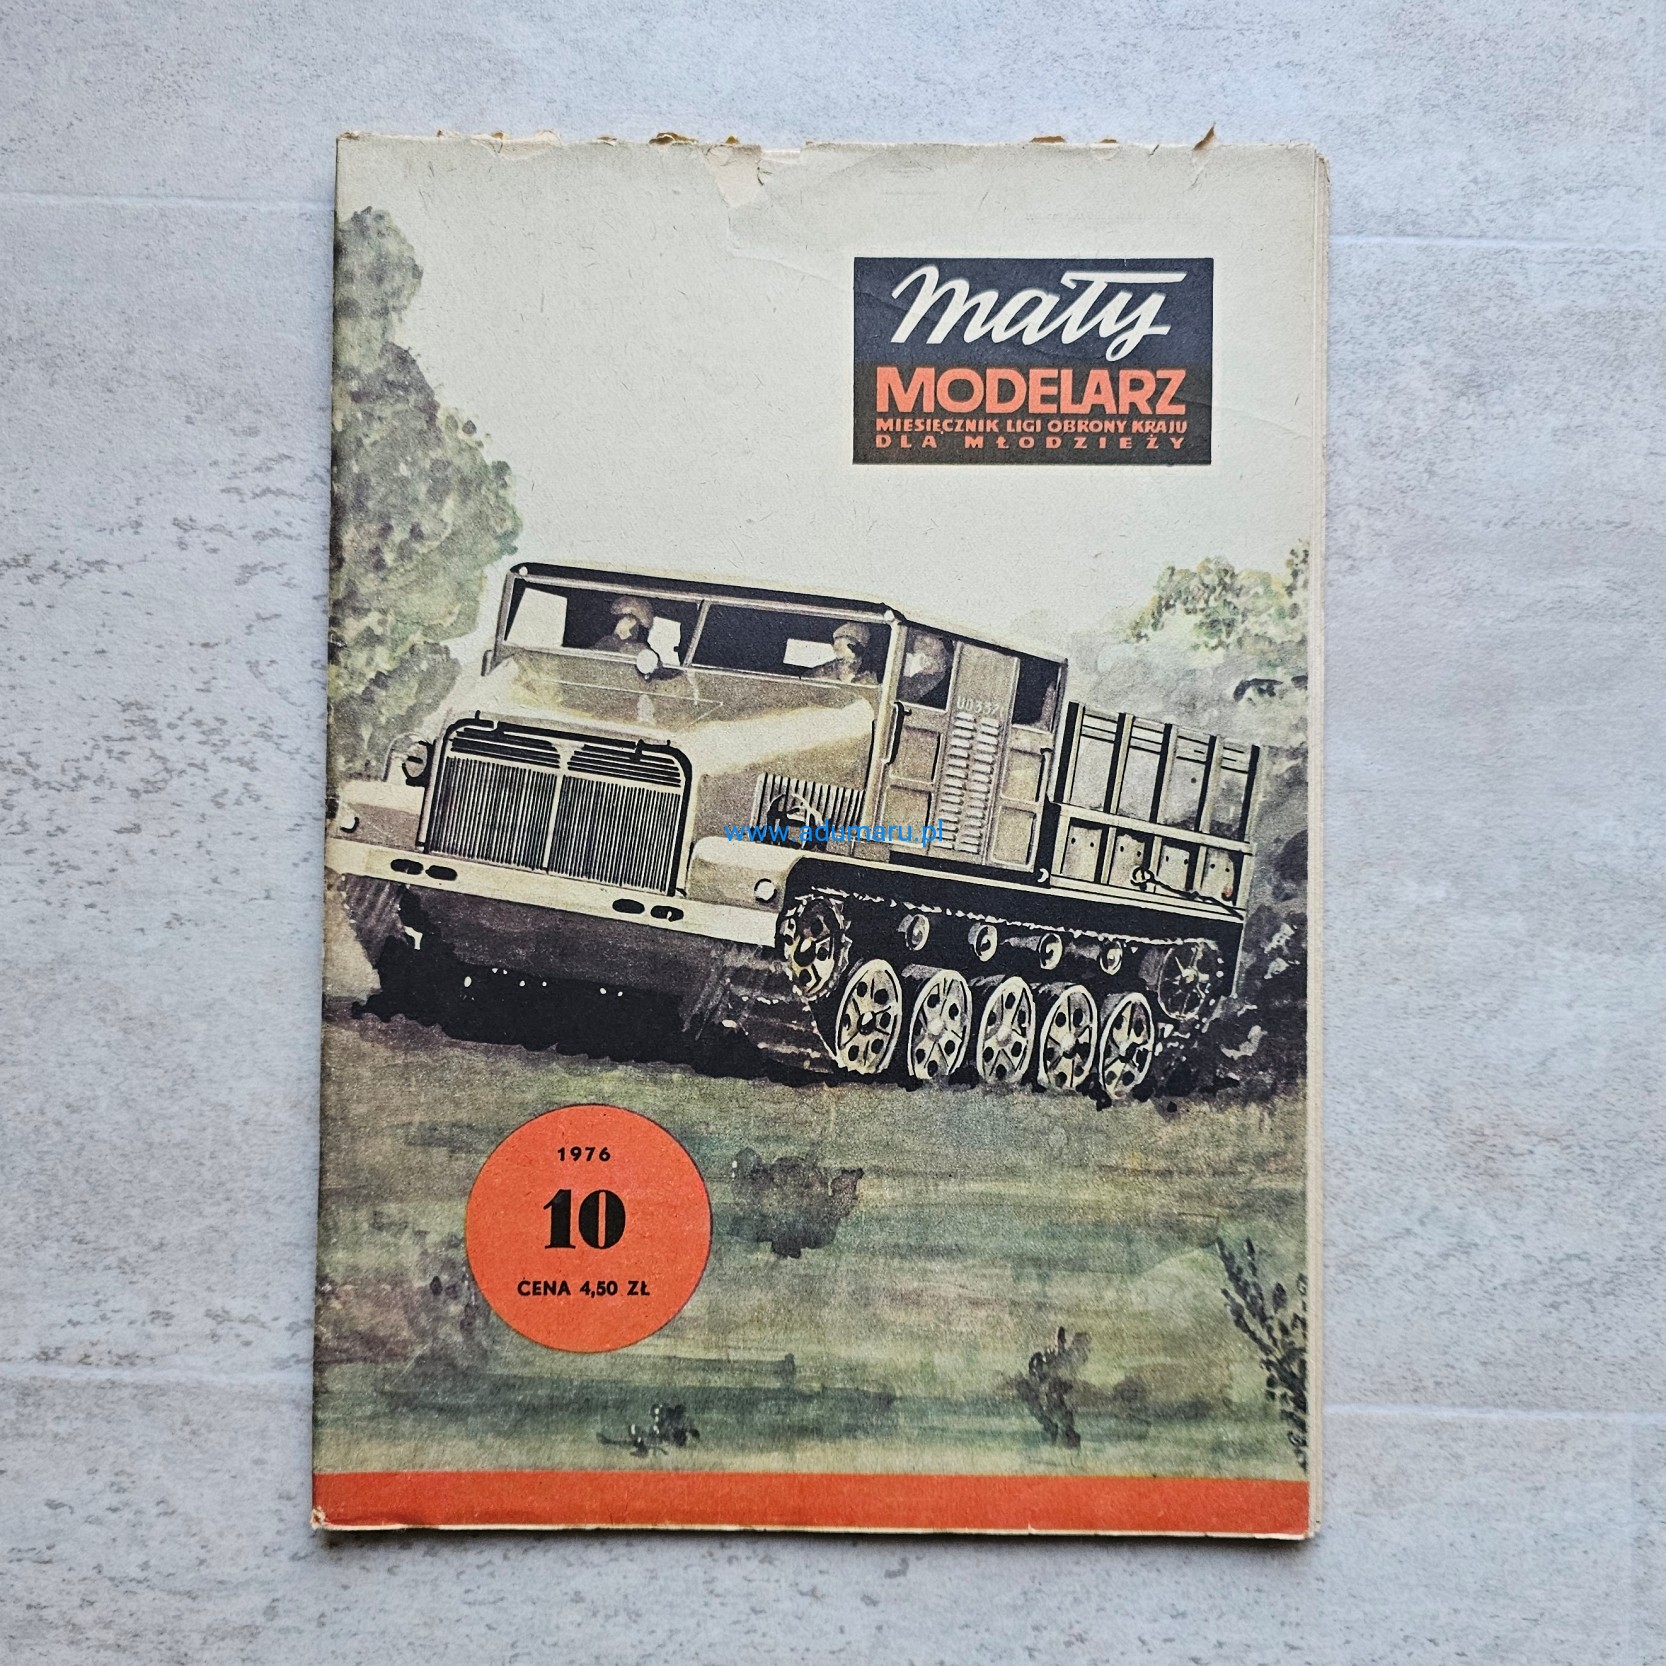 Mały
MODELARZ
MIESIĘCZNIK LIGI OBRONY KRAJU
DLA MŁODZIEŻY
www.adumaru.pl
1976
10
CENA 4,50 ZŁ